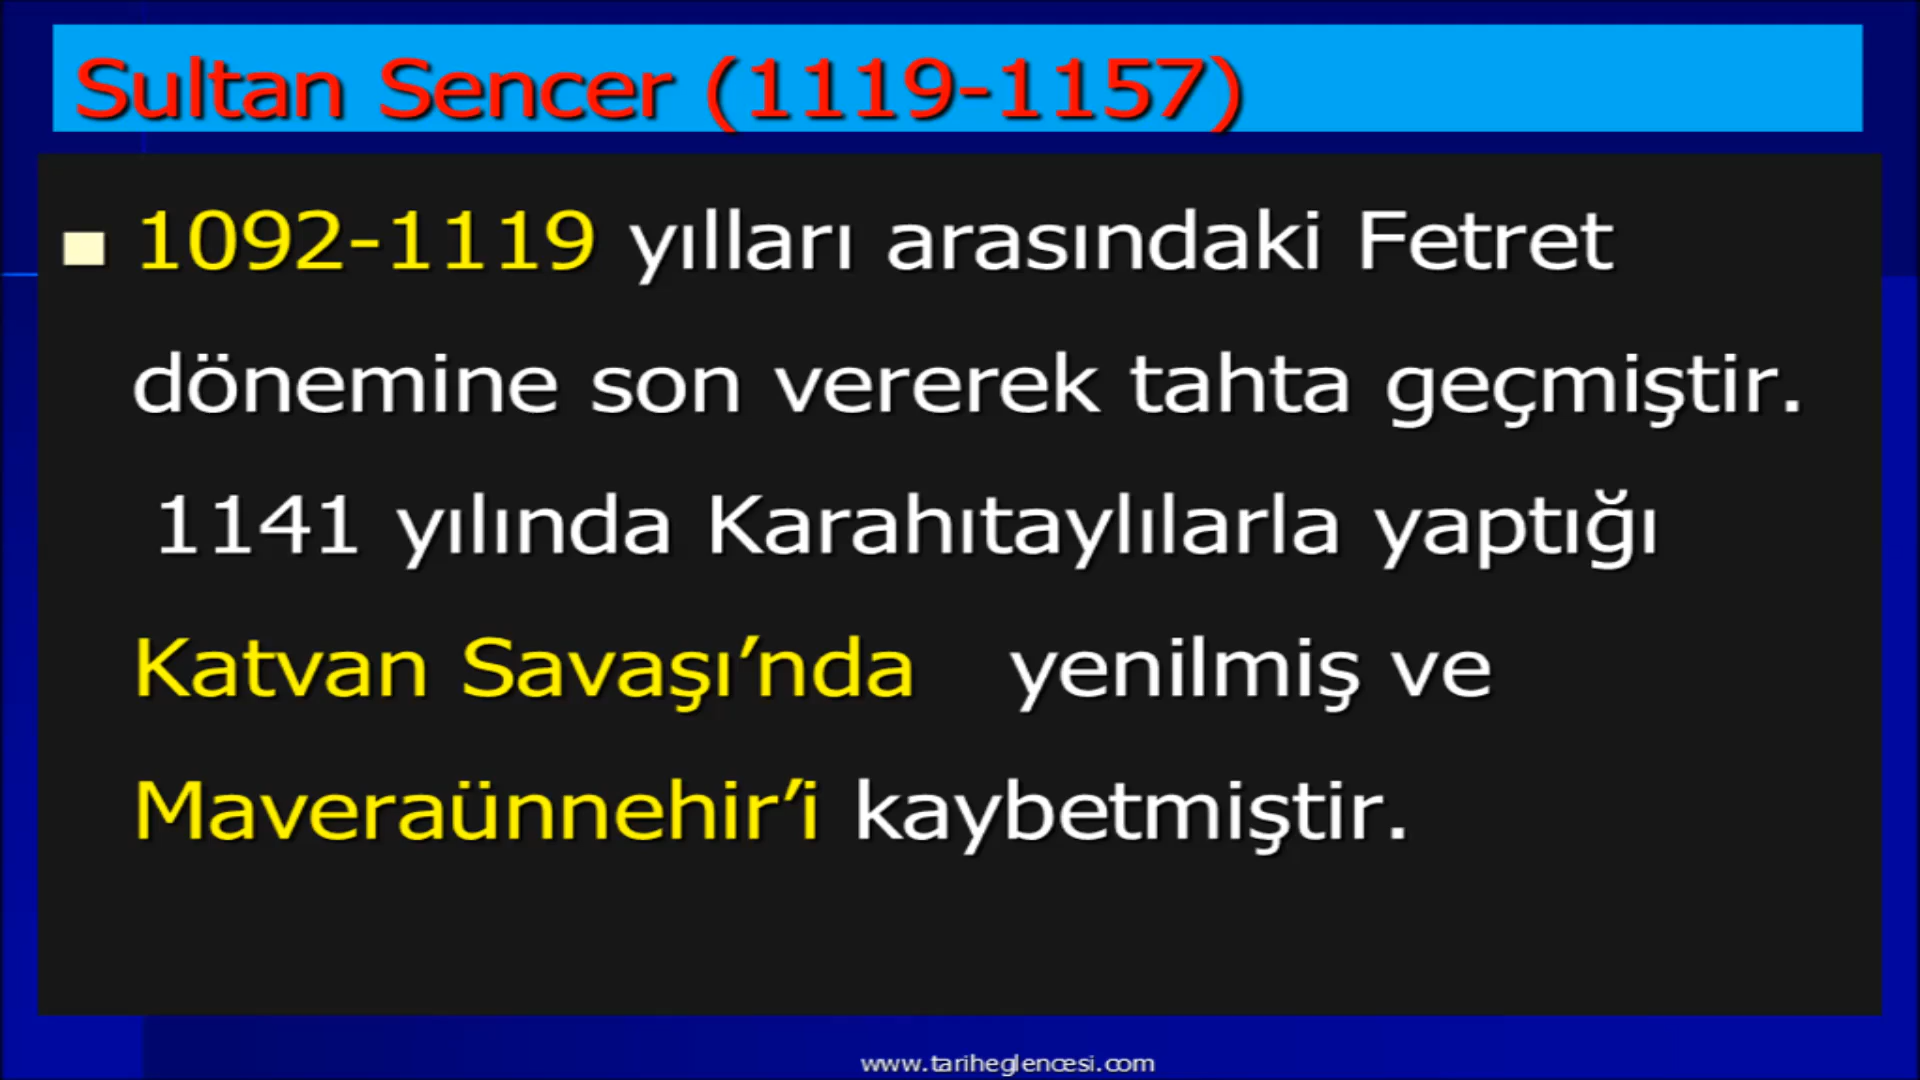 Sultan Sencer (1119-1157)
1092-1119 yılları arasındaki Fetret
dönemine son vererek tahta geçmiştir.
1141 yılında Karahıtaylılarla yaptığı
Katvan Savaşı’nda yenilmiş ve
Maveraünnehir’i kaybetmiştir.
www.tariheglencesi.com